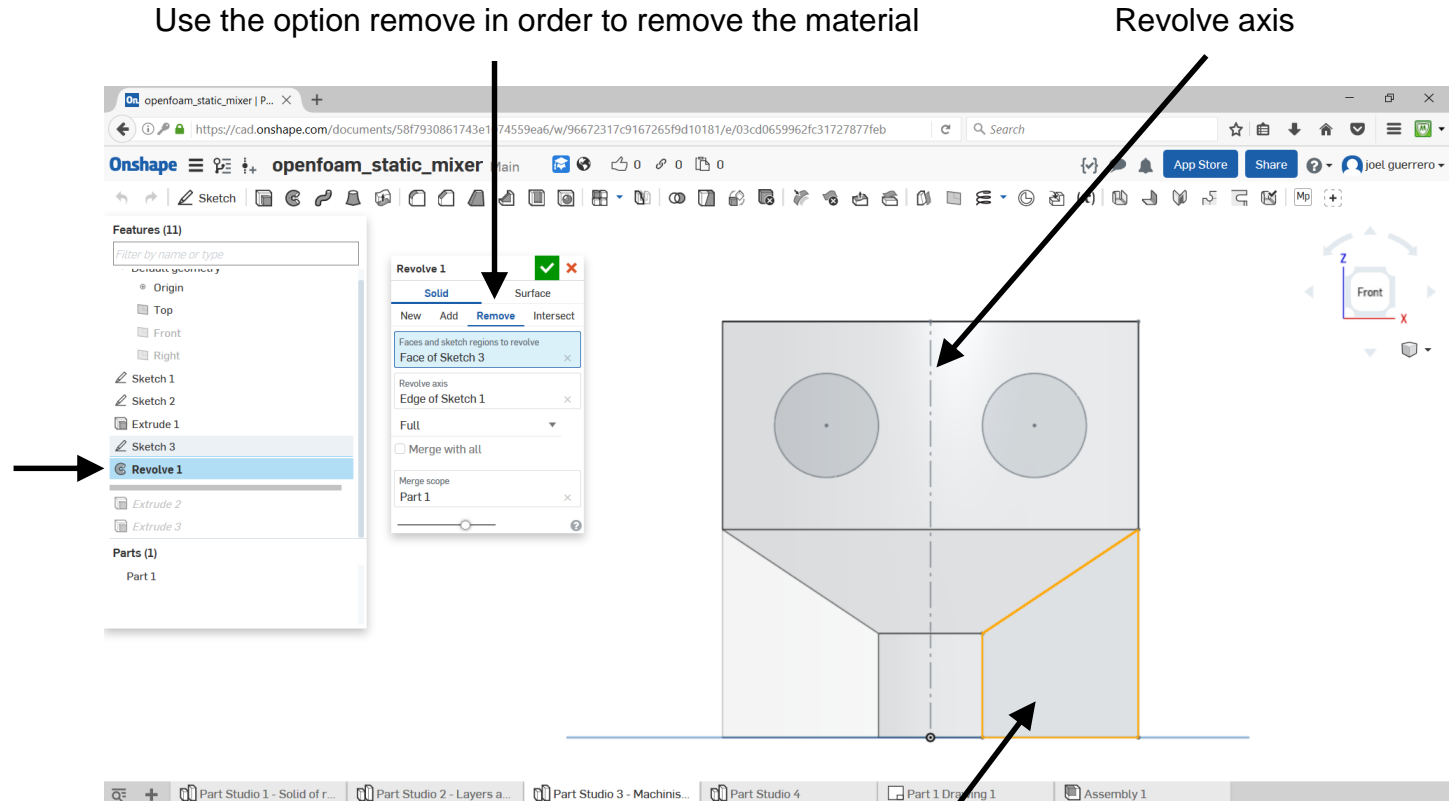 Use the option remove in order to remove the material
Revolve axis
On. openfoam_static_mixer | P... × +
https://cad.onshape.com/documents/58f7930861743e1 74559ea6/w/96672317c9167265f9d10181/e/03cd0659962fc31727877feb
Search
Onshape openfoam_static_mixer Main 0 0 0
App Store Share joel guerrero
Sketch
Mp
Features (11)
Filter by name or type
Default geometry
Origin
Top
Front
Right
Sketch 1
Sketch 2
Extrude 1
Sketch 3
Revolve 1
Extrude 2
Extrude 3
Parts (1)
Part 1
Revolve 1
Solid Surface
New Add Remove Intersect
Faces and sketch regions to revolve
Face of Sketch 3
Revolve axis
Edge of Sketch 1
Full
Merge with all
Merge scope
Part 1
Z
Front
X
Part Studio 1 - Solid of r... Part Studio 2 - Layers a... Part Studio 3 - Machinis... Part Studio 4 Part 1 Drawing 1 Assembly 1